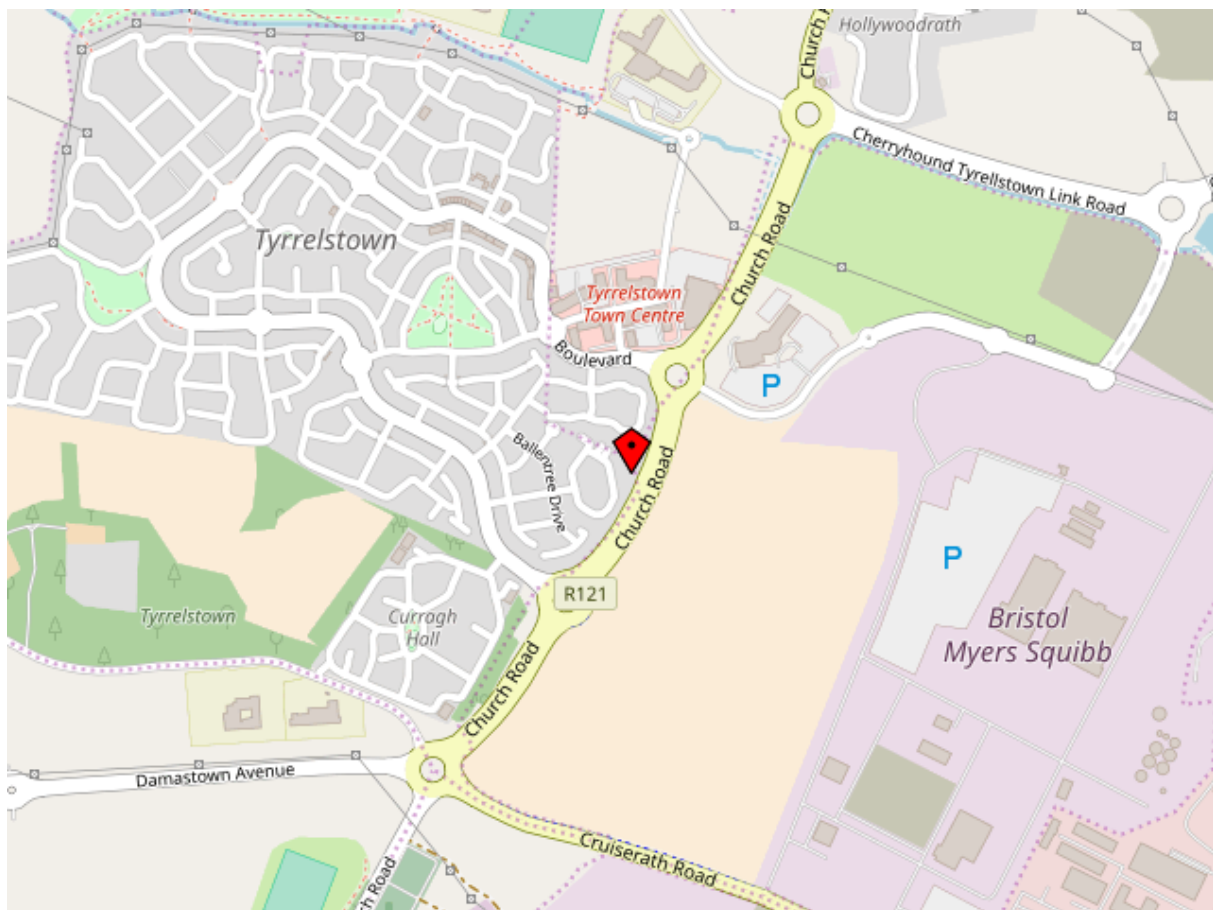 Church
Hollywoodrath
Cherryhound Tyrellstown Link Road
Tyrrelstown
Church Road
Tyrrelstown
Town Centre
Boulevard
P
Ballentree Drive
Church Road
P
R121
Tyrrelstown
Curragh
Hall
Bristol
Myers Squibb
Church Road
Damastown Avenue
Cruiserath Road
Road